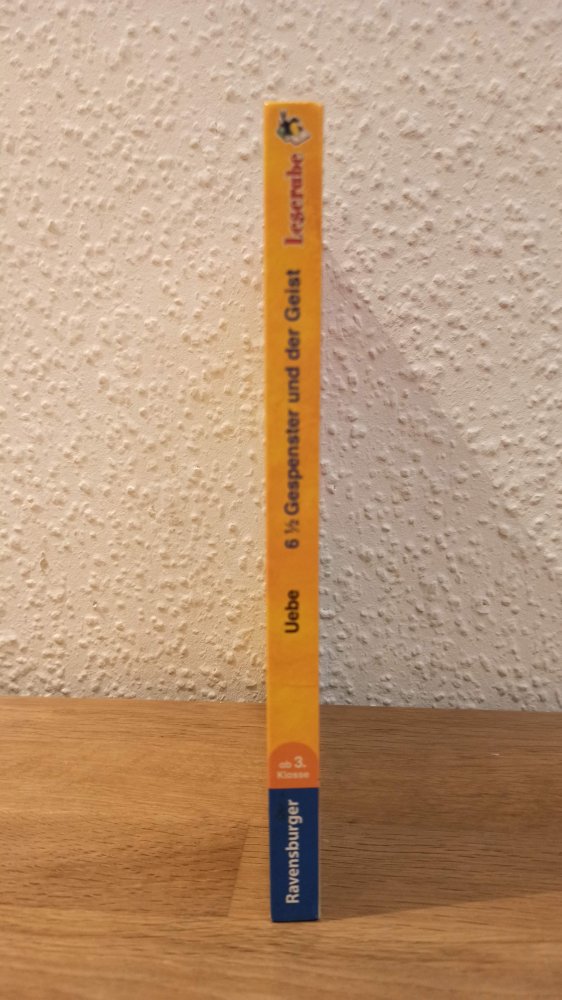 Leserabe
6 ½ Gespenster und der Geist
Uebe
ab 3.
Klasse
Ravensburger